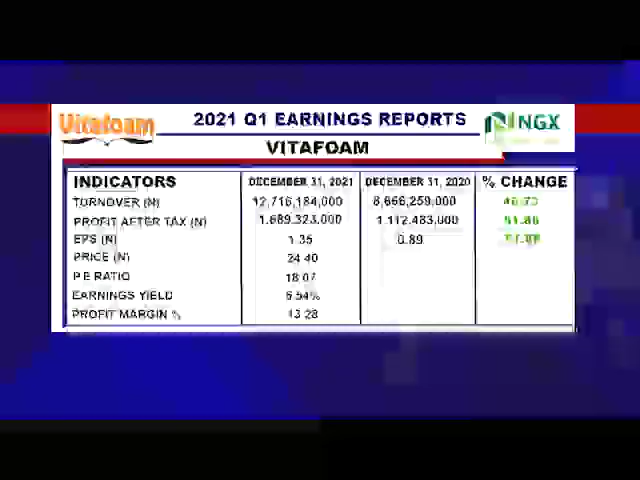 Vitafoam
2021 Q1 EARNINGS REPORTS
NGX
VITAFOAM
INDICATORS DECEMBER 31, 2021 DECEMBER 31, 2020 % CHANGE
TURNOVER (N) 12,716,184,000 8,666,259,000
PROFIT AFTER TAX (N) 1,689,323,000 1,112,483,000
EPS (N) 1.35 0.89
PRICE (N) 24.40
P.E RATIO 18.07
EARNINGS YIELD 5.54%
PROFIT MARGIN % 13.28